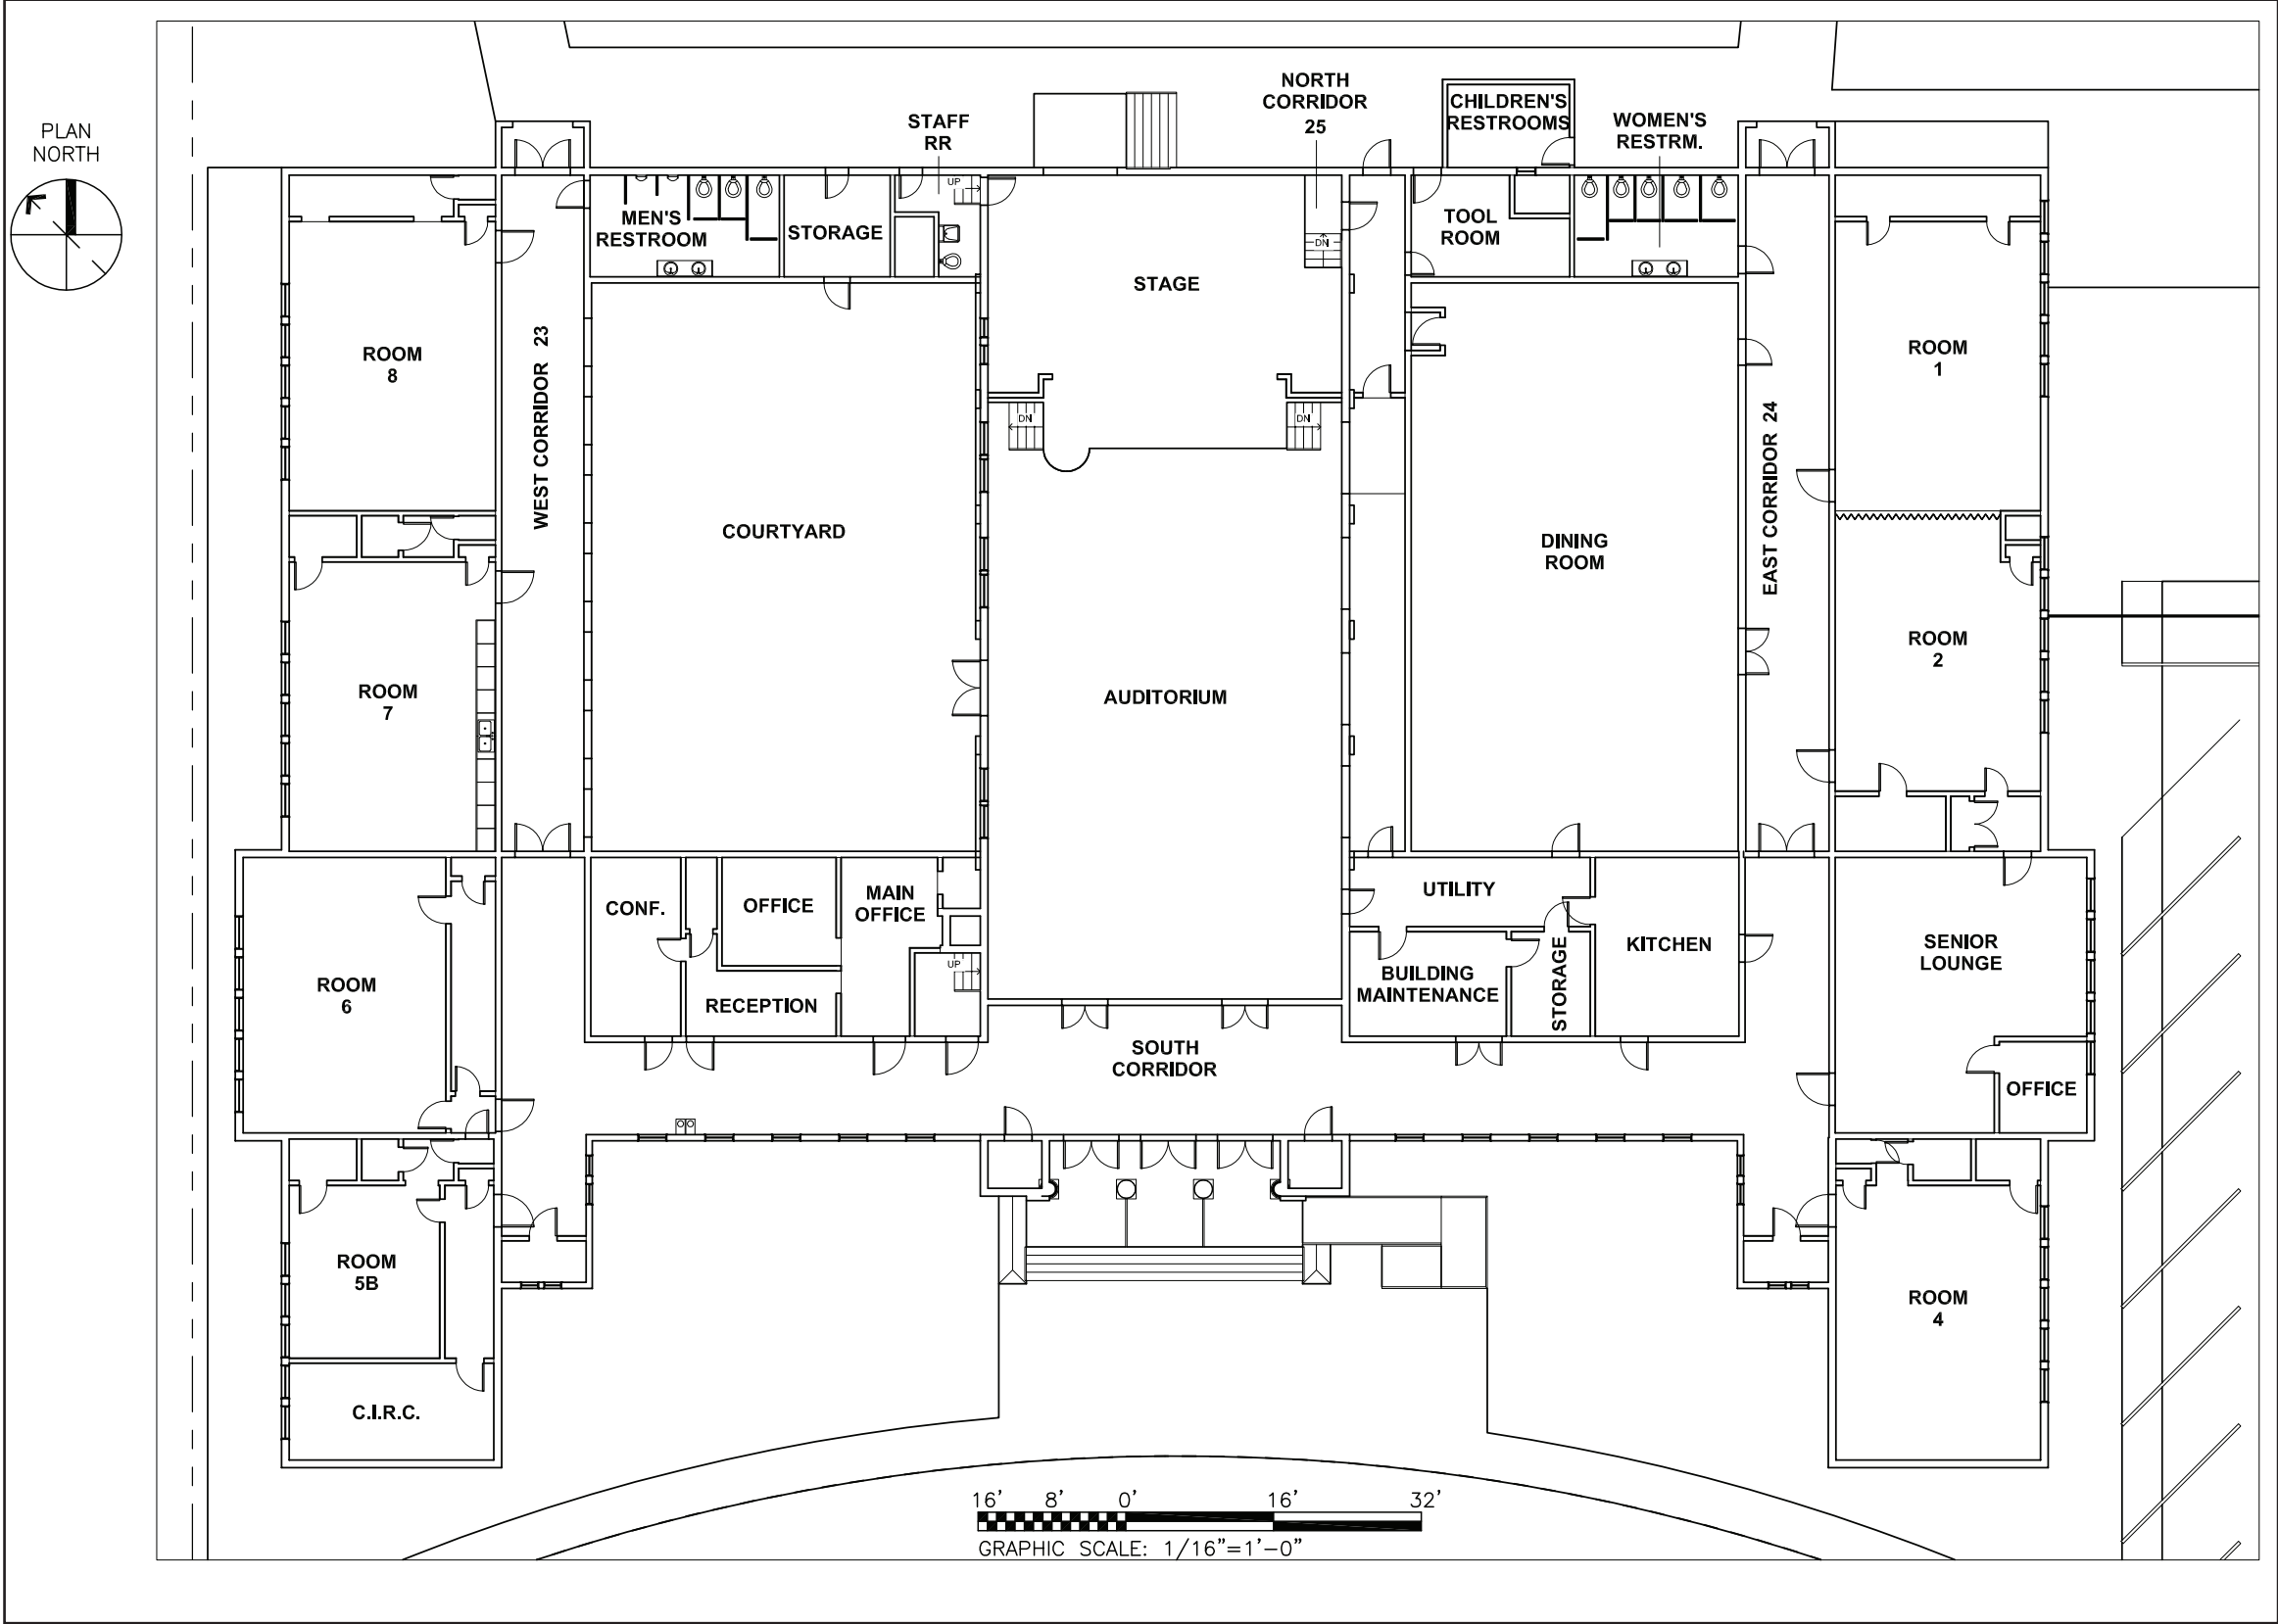 PLAN
NORTH
NORTH
CORRIDOR
25
CHILDREN'S
RESTROOMS
WOMEN'S
RESTRM.
STAFF
RR
UP
MEN'S
RESTROOM
STORAGE
TOOL
ROOM
DN
STAGE
ROOM
8
WEST CORRIDOR 23
ROOM
1
EAST CORRIDOR 24
DN
DN
COURTYARD
DINING
ROOM
ROOM
2
ROOM
7
AUDITORIUM
CONF.
OFFICE
MAIN
OFFICE
UTILITY
KITCHEN
SENIOR
LOUNGE
UP
ROOM
6
RECEPTION
BUILDING
MAINTENANCE
STORAGE
SOUTH
CORRIDOR
OFFICE
ROOM
5B
ROOM
4
C.I.R.C.
16' 8' 0' 16' 32'
GRAPHIC SCALE: 1/16"=1'-0"